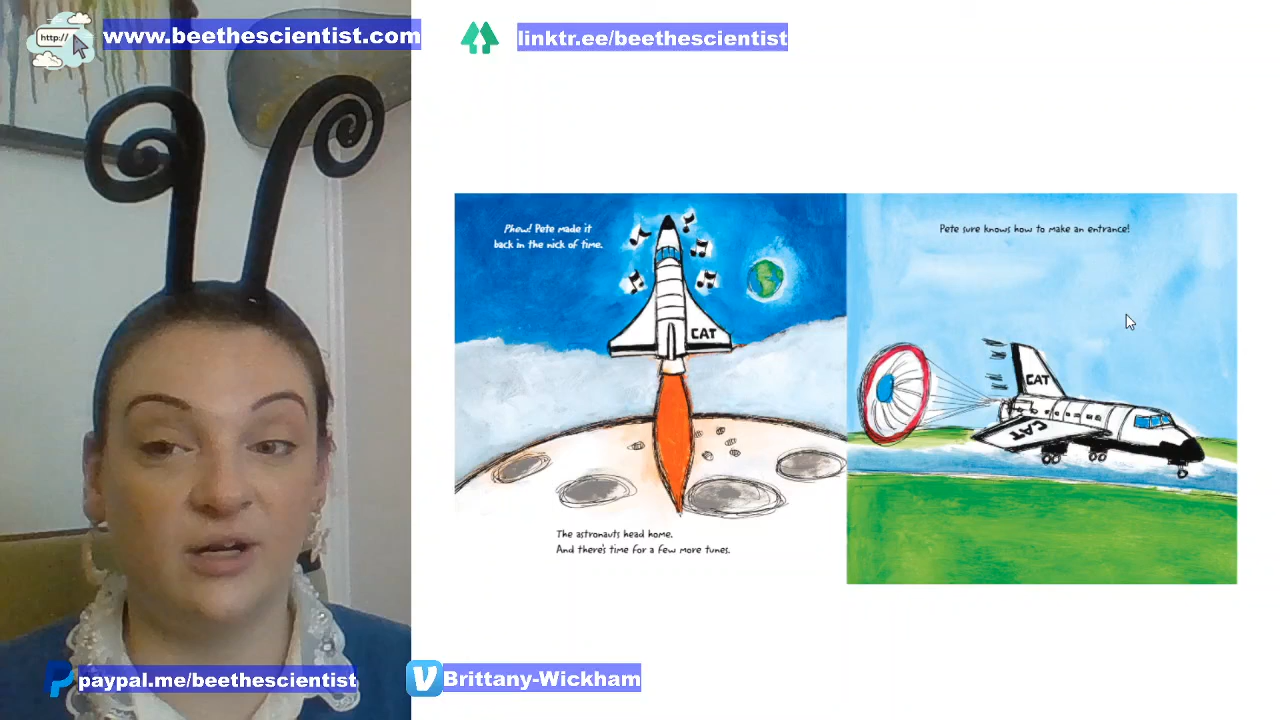 http://
www.beethescientist.com
linktr.ee/beethescientist
Phew! Pete made it
back in the nick of time.
CAT
The astronauts head home.
And there's time for a few more tunes.
Pete sure knows how to make an entrance!
CAT
CAT
paypal.me/beethescientist
Brittany-Wickham